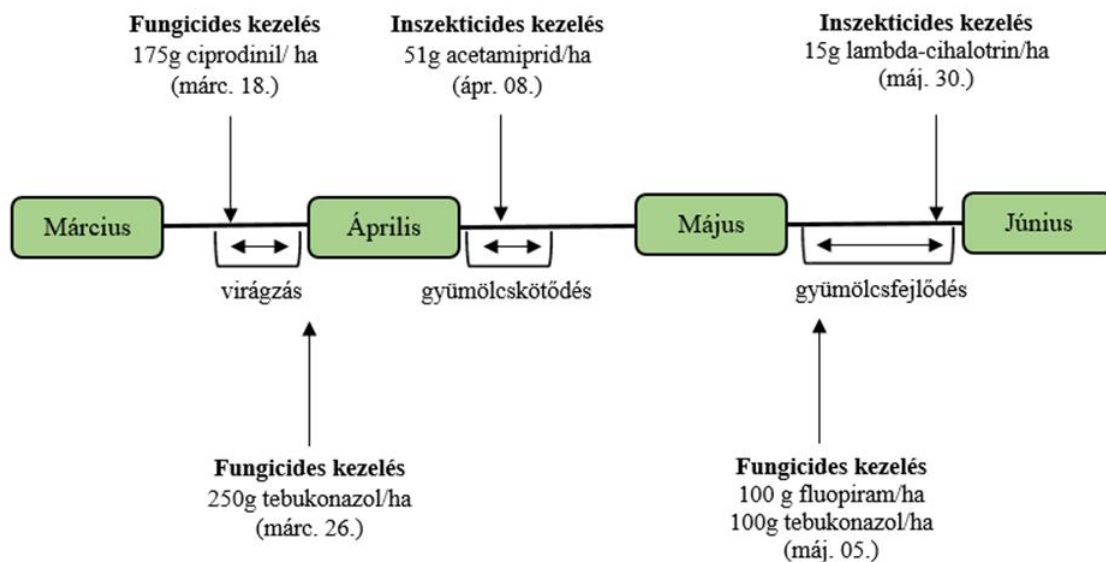 Fungicides kezelés
175g ciprodinil/ ha
(márc. 18.)
Inszekticides kezelés
51g acetamiprid/ha
(ápr. 08.)
Inszekticides kezelés
15g lambda-cihalotrin/ha
(máj. 30.)
Március
Április
Május
Június
virágzás
gyümölcskötődés
gyümölcsfejlődés
Fungicides kezelés
250g tebukonazol/ha
(márc. 26.)
Fungicides kezelés
100 g fluopiram/ha
100g tebukonazol/ha
(máj. 05.)